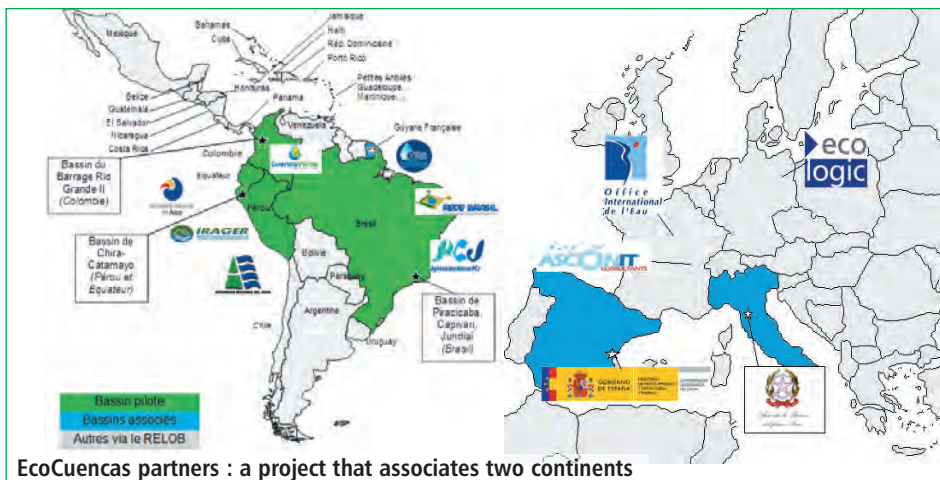 Mexique
Bahamas
Cuba
Jamaïque
Haïti
Rép. Dominicaine
Porto Rico
Petites Antilles
Guadeloupe,
Martinique...
Belize
Guatemala
El Salvador
Nicaragua
Costa Rica
Honduras
Panama
Venezuela
Guyane Française
Colombie
Equateur
Pérou
Brésil
Bolivie
Paraguay
Argentine
Chili
Uruguay
Bassin du
Barrage Rio
Grande II
(Colombie)
Bassin de
Chira-
Catamayo
(Pérou et
Equateur)
Bassin de
Piracicaba,
Capivari,
Jundiaí
(Brasil)
CuencaVerde
IRAGER
REDE BRASIL
Bassin pilote
Bassins associés
Autres via le RELOB
Office
International
de l'Eau
eco
logic
ASCONIT
CONSULTANTS
GOBIERNO
DE ESPAÑA
EcoCuencas partners : a project that associates two continents